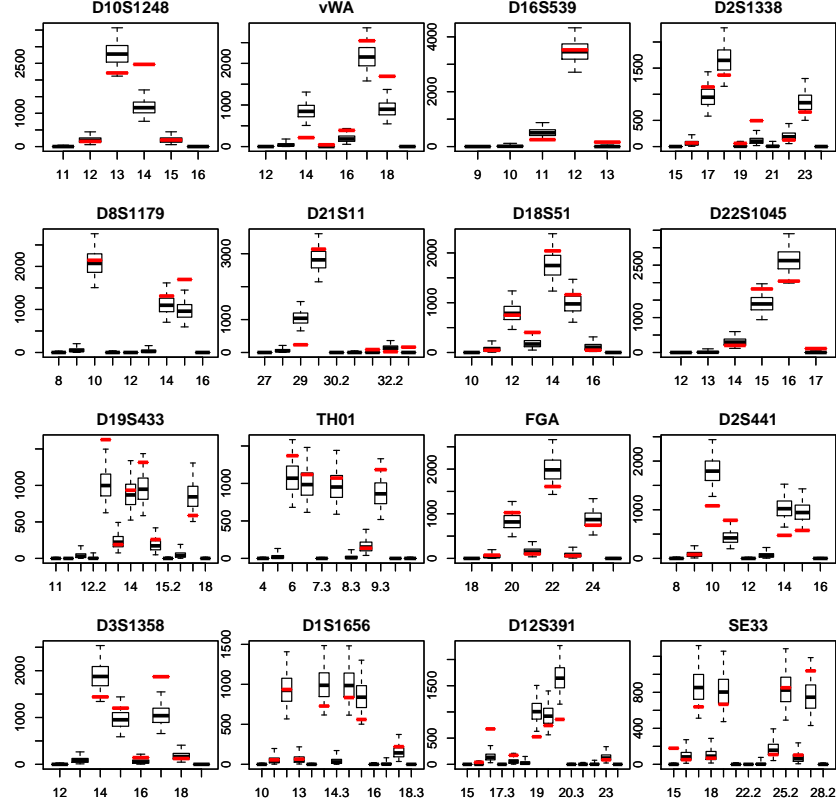 D10S1248 vWA D16S539 D2S1338
0 1000 2500 0 1000 2000 0 1000 2000 4000 0 500 1500
11 12 13 14 15 16 12 14 16 18 9 10 11 12 13 15 17 19 21 23
D8S1179 D21S11 D18S51 D22S1045
0 1000 2000 0 1000 3000 0 1000 2000 0 1000 2500
8 10 12 14 16 27 29 30.2 32.2 10 12 14 16 12 13 14 15 16 17
D19S433 TH01 FGA D2S441
0 500 1000 1500 0 500 1000 1500 0 1000 2000 0 1000 2000
11 12.2 14 15.2 18 4 6 7.3 8.3 9.3 18 20 22 24 8 10 12 14 16
D3S1358 D1S1656 D12S391 SE33
0 1000 2000 0 500 1000 1500 0 500 1500 0 400 800
12 14 16 18 10 13 14.3 16 18.3 15 17.3 19 20.3 23 15 18 22.2 25.2 28.2